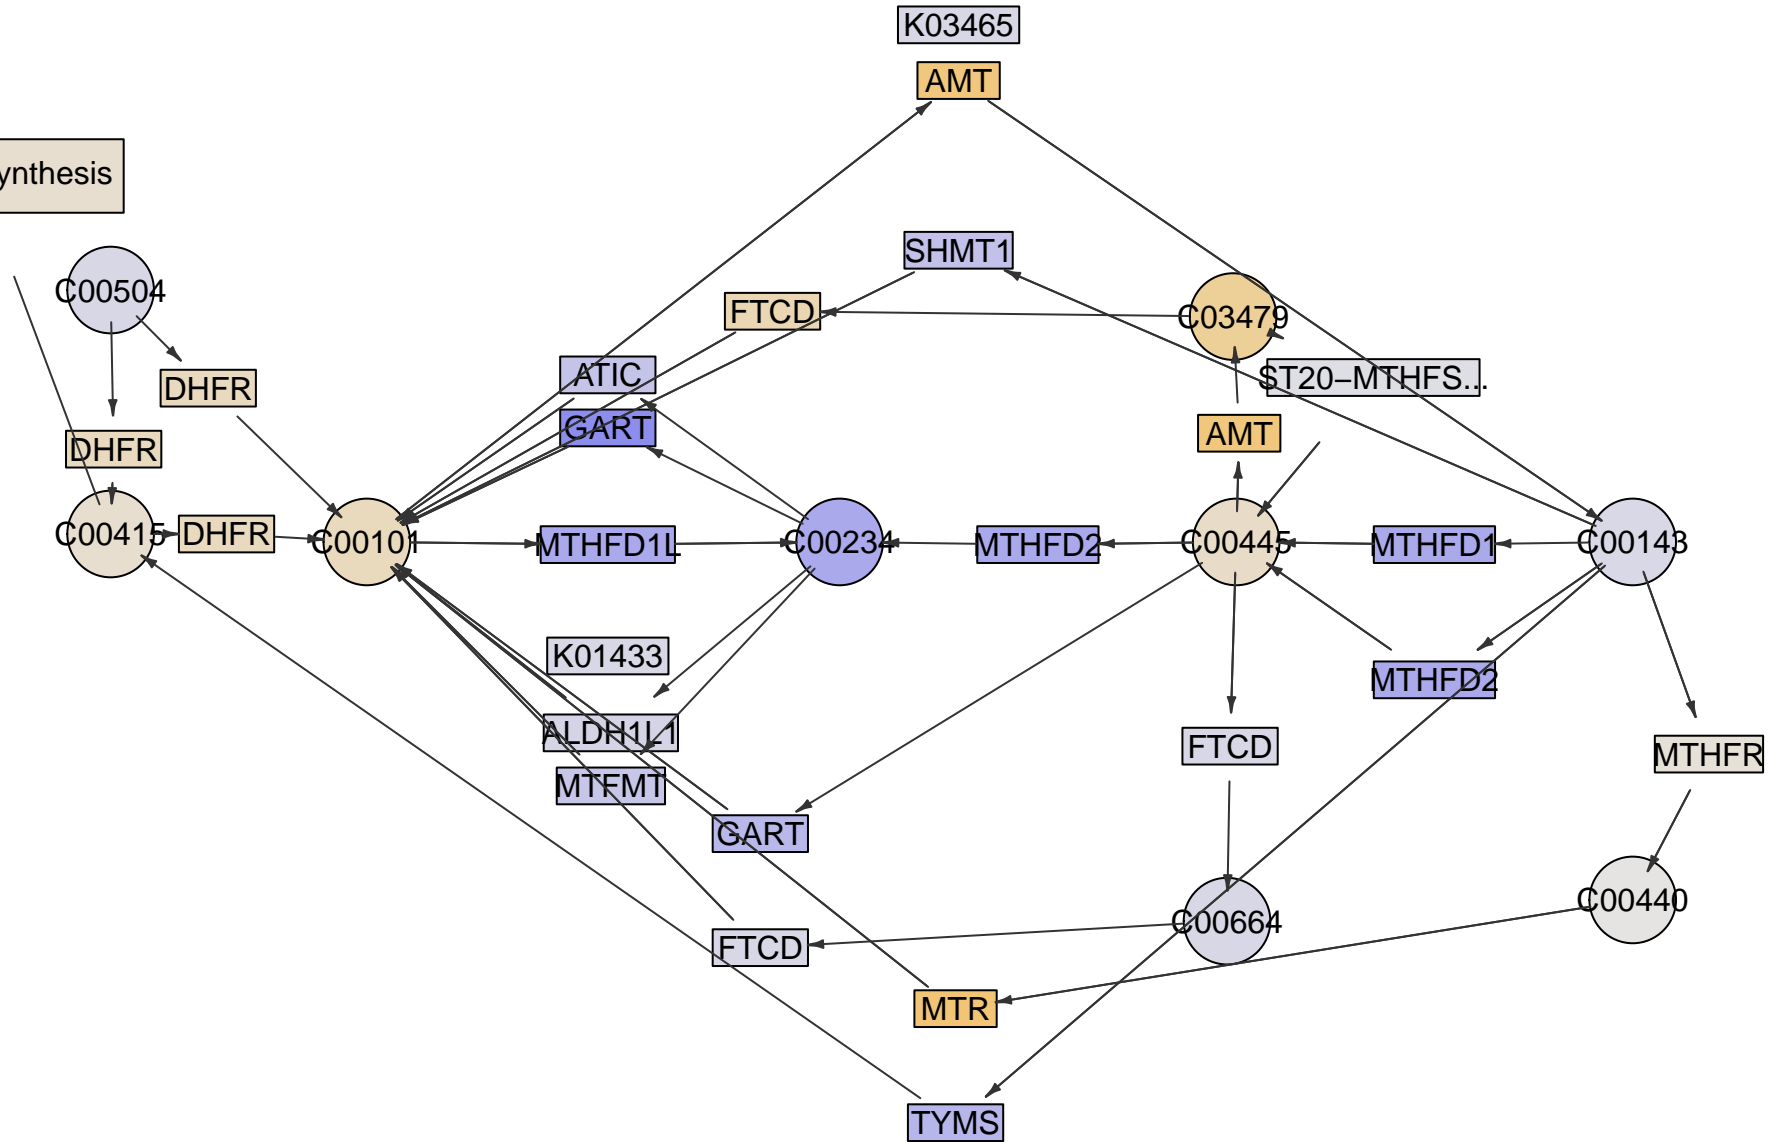 K03465
AMT
ynthesis
SHMT1
C00504
FTCD
C03479
ATIC
ST20−MTHFS...
DHFR
GART
AMT
DHFR
C00415
DHFR
C00101
MTHFD1L
C00234
MTHFD2
C00445
MTHFD1
C00143
K01433
MTHFD2
ALDH1L1
FTCD
MTHFR
MTFMT
GART
C00440
C00664
FTCD
MTR
TYMS